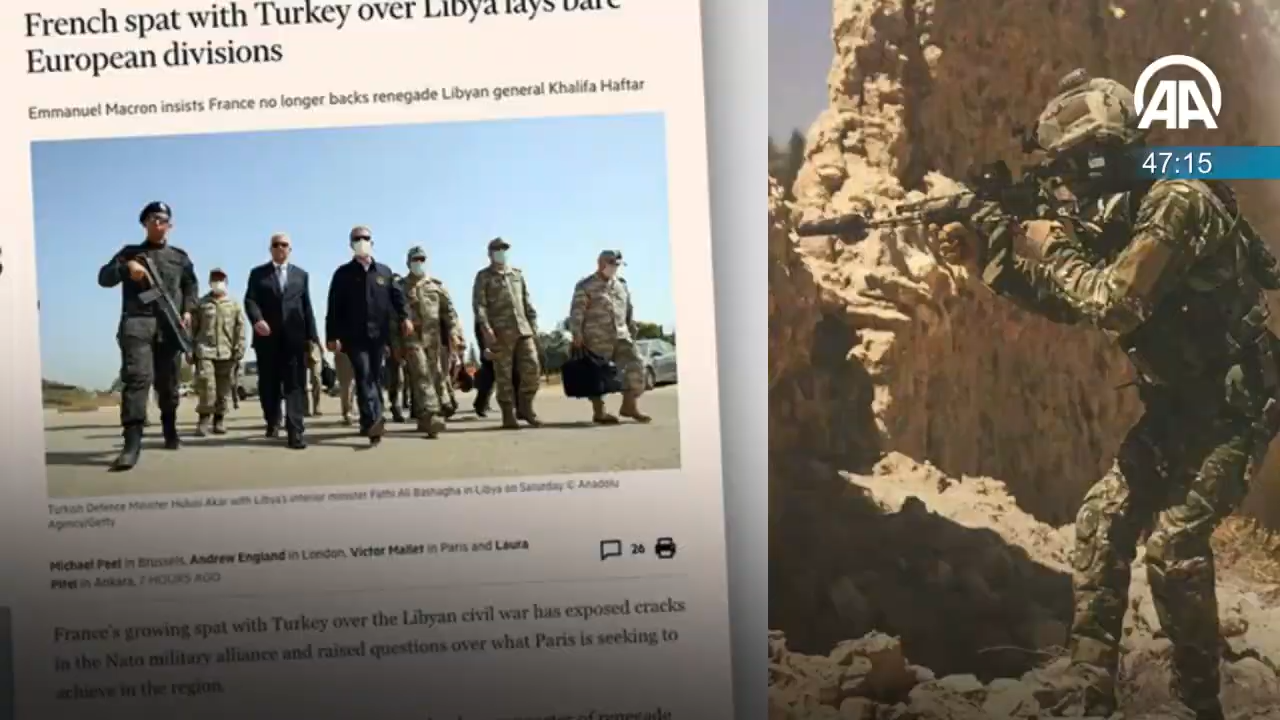 French spat with Turkey over Libya lays bare
European divisions
Emmanuel Macron insists France no longer backs renegade Libyan general Khalifa Haftar
Turkish Defence Minister Hulusi Akar with Libya's interior minister Fathi Ali Bashagha in Libya on Saturday © Anadolu
Agency/Getty
Michael Peel in Brussels, Andrew England in London, Victor Mallet in Paris and Laura
Pitel in Ankara, 7 HOURS AGO
26
France's growing spat with Turkey over the Libyan civil war has exposed cracks
in the Nato military alliance and raised questions over what Paris is seeking to
achieve in the region.
of renegade
AA
47:15